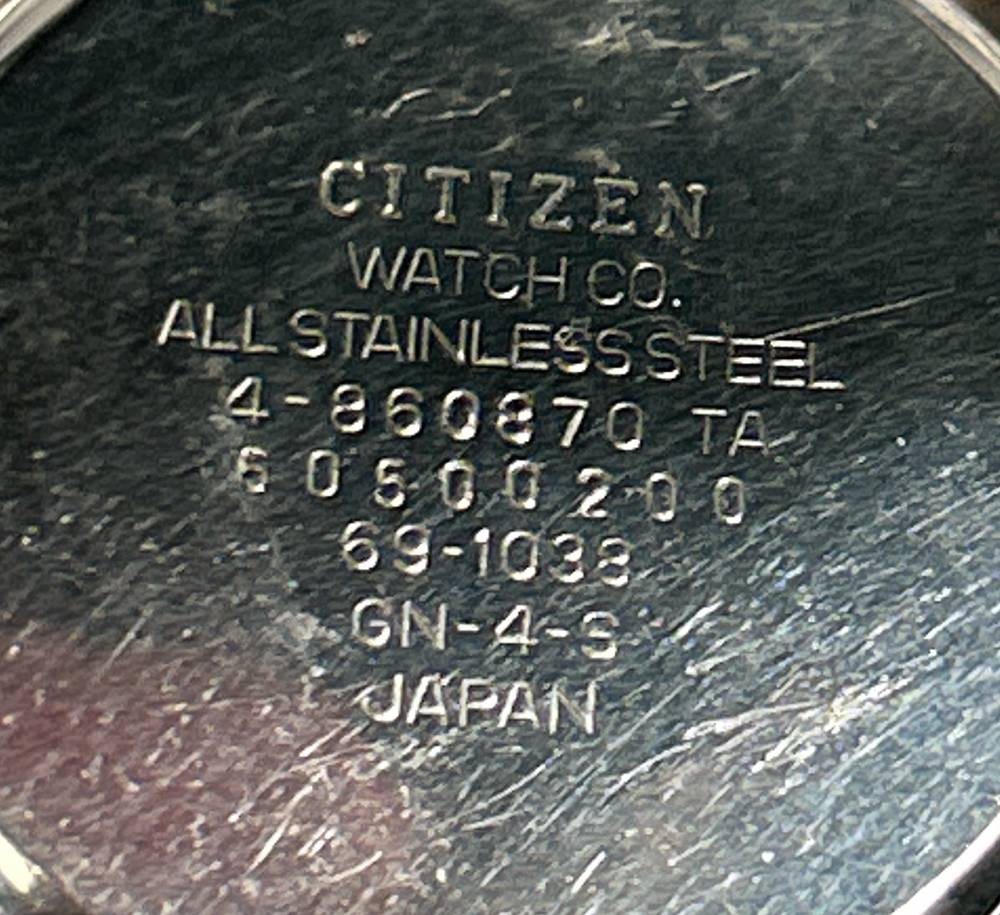 CITIZEN
WATCH CO.
ALL STAINLESS STEEL
4-860870 TA
60500200
69-1038
GN-4-S
JAPAN